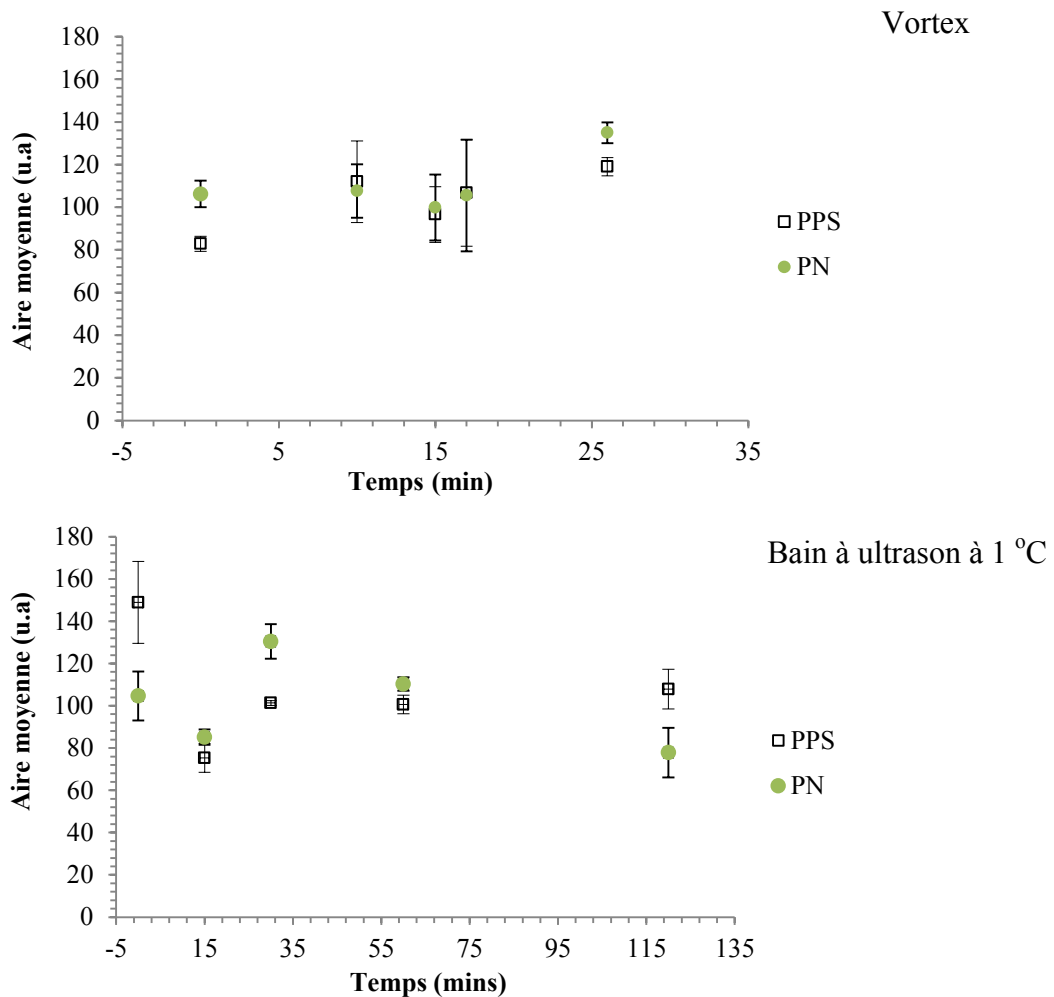 Vortex
180
160
140
120
100
80
60
40
20
0
Aire moyenne (u.a)
-5 5 15 25 35
Temps (min)
PPS
PN
Bain à ultrason à 1 °C
180
160
140
120
100
80
60
40
20
0
Aire moyenne (u.a)
-5 15 35 55 75 95 115 135
Temps (mins)
PPS
PN